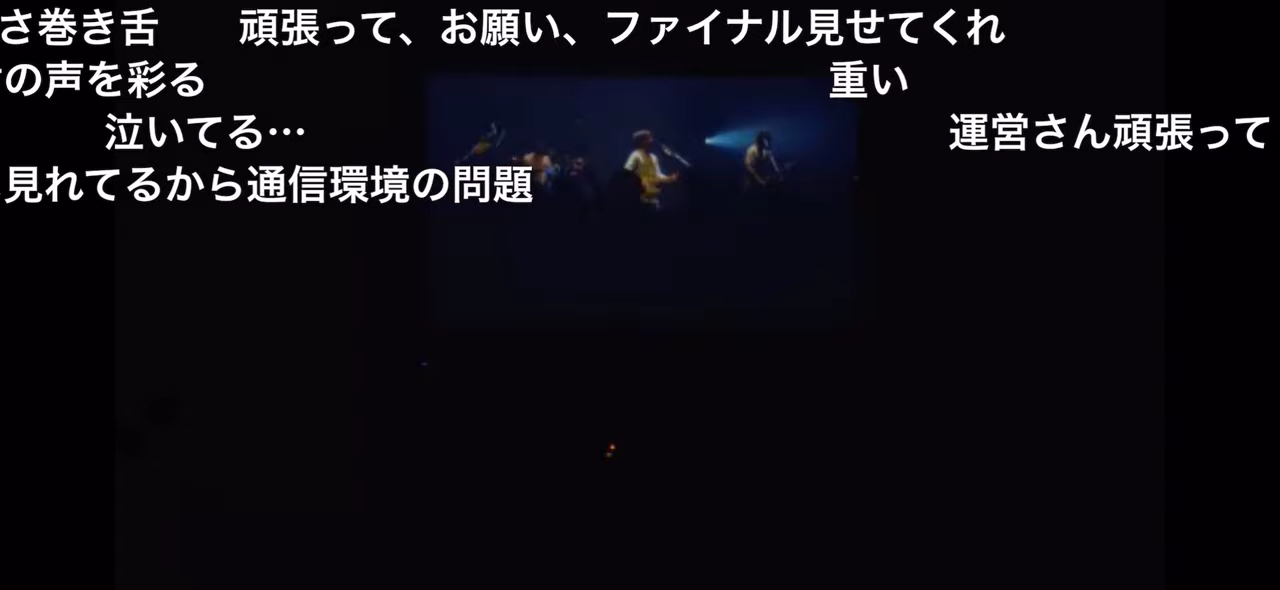 さ巻き舌 頑張って、お願い、ファイナル見せてくれ
の声を彩る 重い
泣いてる… 運営さん頑張って
見れてるから通信環境の問題